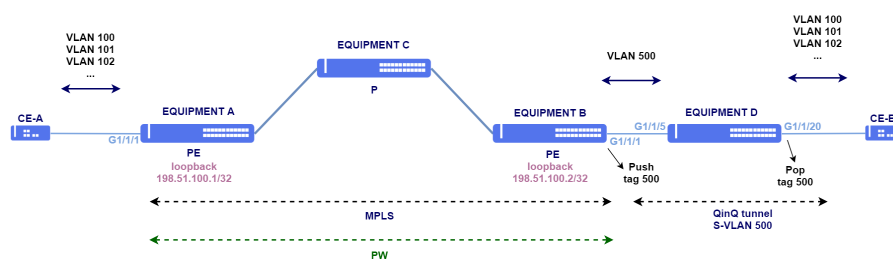 VLAN 100
VLAN 101
VLAN 102
...
EQUIPMENT C
P
VLAN 500
VLAN 100
VLAN 101
VLAN 102
...
CE-A
G1/1/1
EQUIPMENT A
PE
loopback
198.51.100.1/32
EQUIPMENT B
G1/1/1
PE
loopback
198.51.100.2/32
Push
tag 500
EQUIPMENT D
G1/1/5
G1/1/20
Pop
tag 500
MPLS
QinQ tunnel
S-VLAN 500
PW